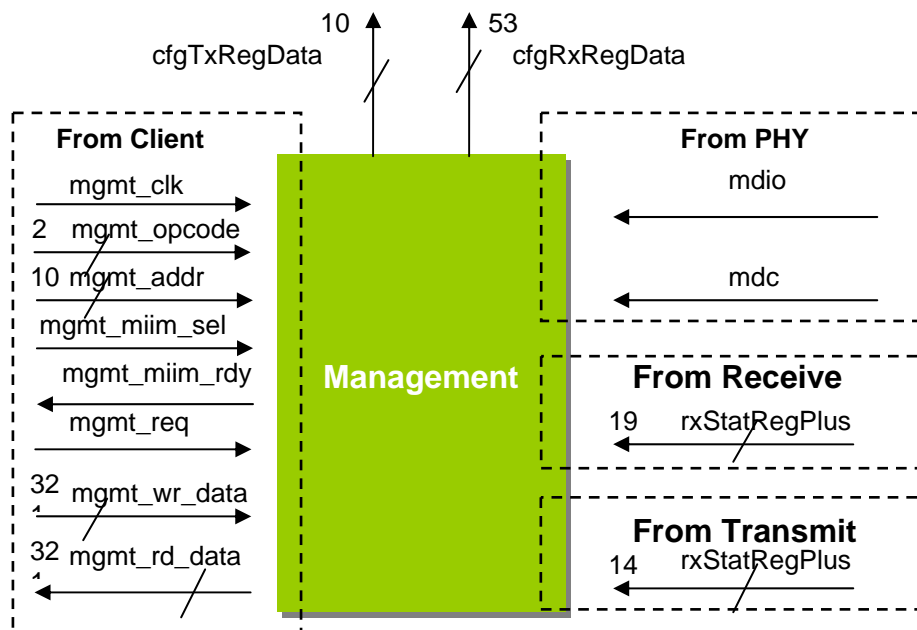 10 53
cfgTxRegData cfgRxRegData
From Client
mgmt_clk
2 mgmt_opcode
10 mgmt_addr
mgmt_miim_sel
mgmt_miim_rdy
mgmt_req
32 mgmt_wr_data
32 mgmt_rd_data
Management
From PHY
mdio
mdc
From Receive
19 rxStatRegPlus
From Transmit
14 rxStatRegPlus